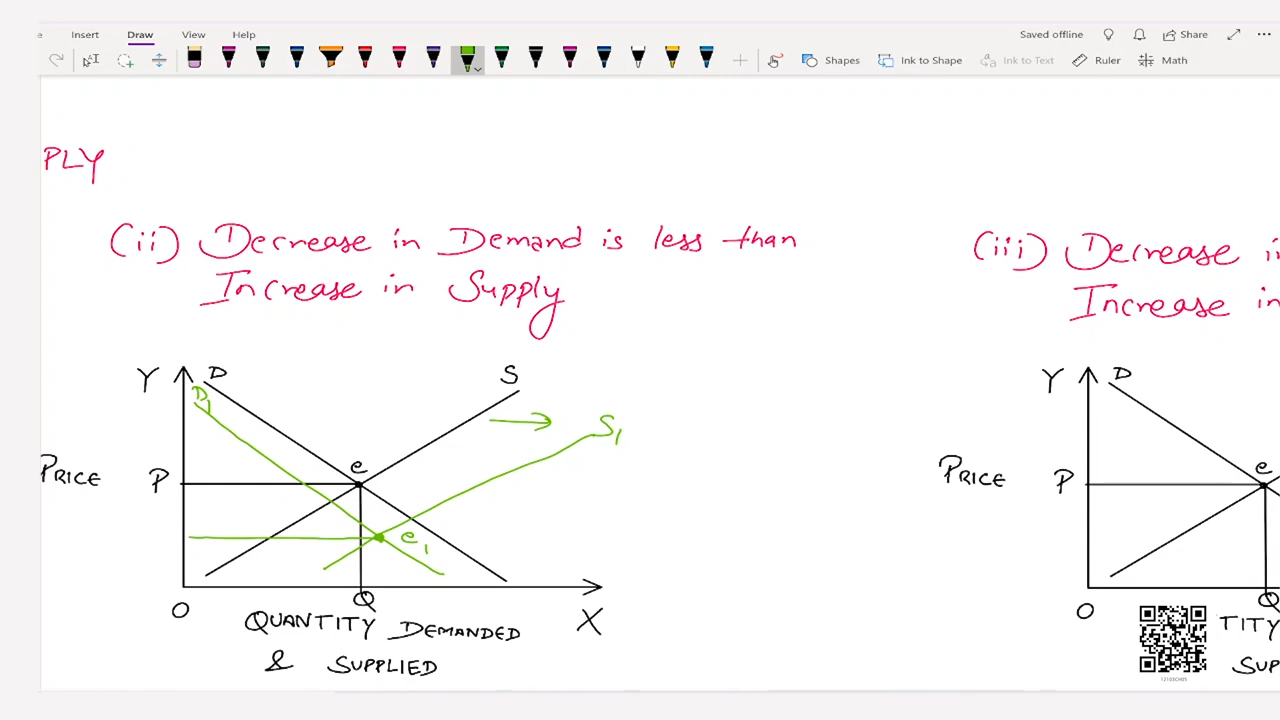 Insert Draw View Help
Saved offline Share
Shapes Ink to Shape Ink to Text Ruler Math
PLY
(ii) Decrease in Demand is less than
Increase in Supply
(iii) Decrease in
Increase in
Y D S
D1
S1
PRICE P e
e1
O Q X
QUANTITY DEMANDED
& SUPPLIED
Y D
PRICE P e
O Q
TITY
SUP
12103CH05